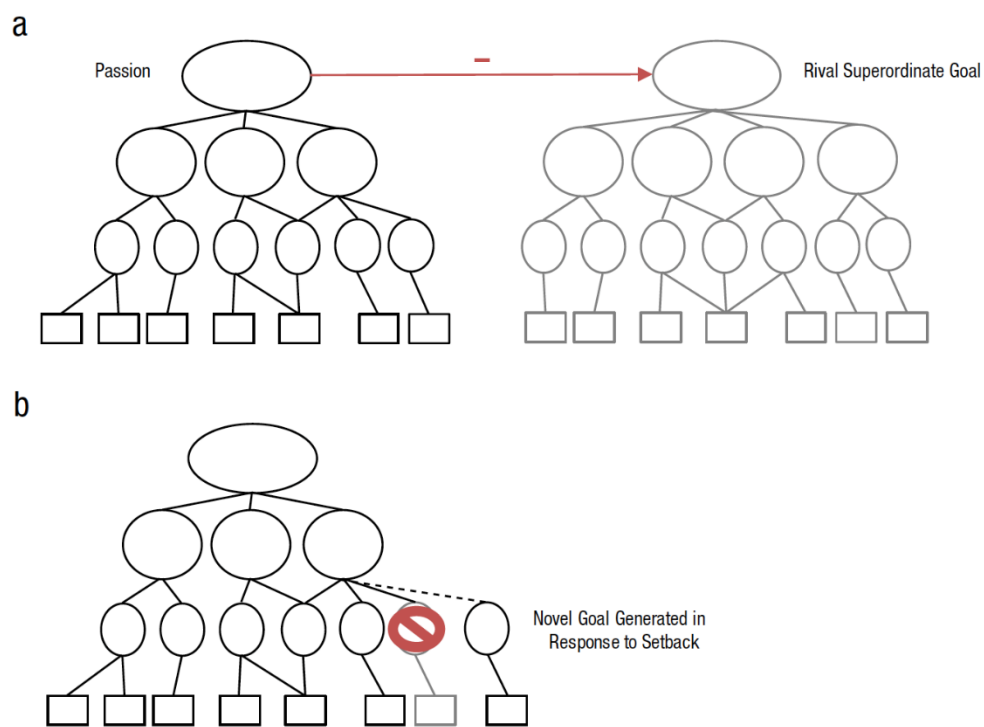 a
Passion
–
Rival Superordinate Goal
b
Novel Goal Generated in
Response to Setback